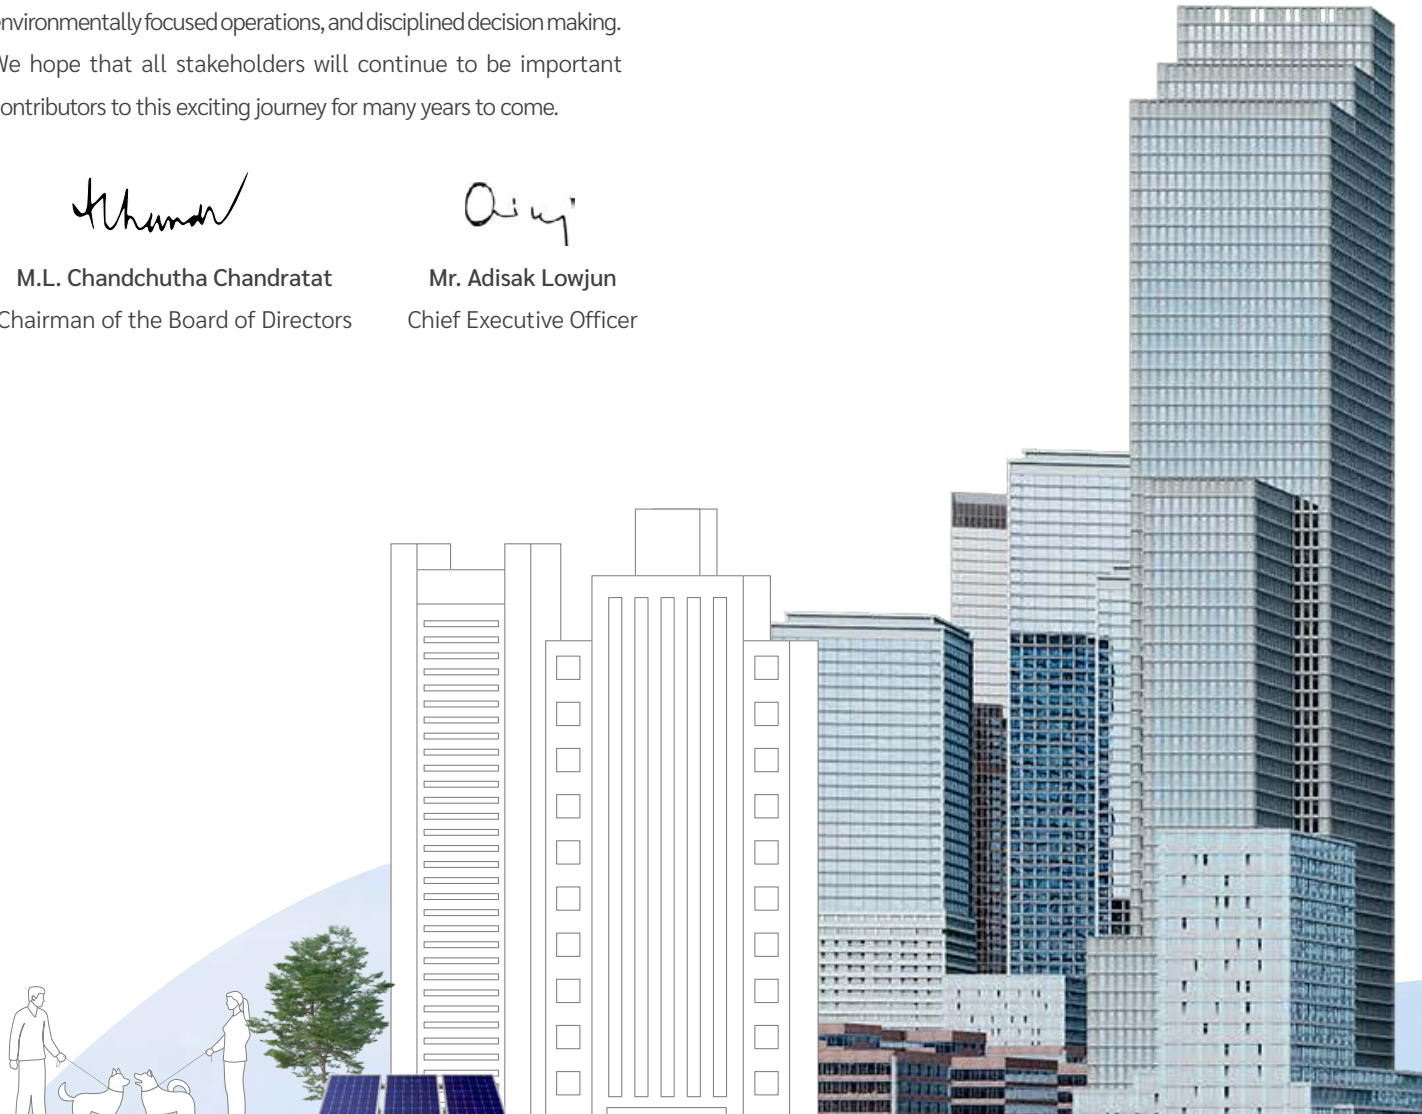 environmentally focused operations, and disciplined decision making.
We hope that all stakeholders will continue to be important
contributors to this exciting journey for many years to come.
M.L. Chandchutha Chandratat
Mr. Adisak Lowjun
Chairman of the Board of Directors
Chief Executive Officer